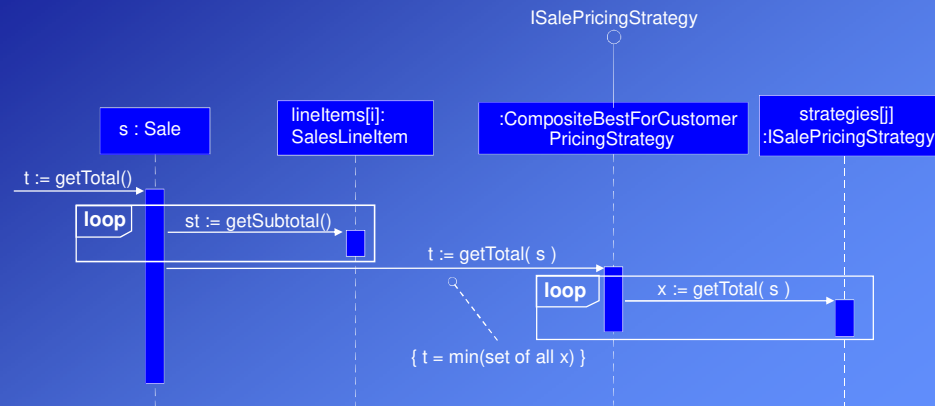 ISalePricingStrategy
s : Sale
lineItems[i]:
SalesLineItem
:CompositeBestForCustomer
PricingStrategy
strategies[j]
:ISalePricingStrategy
t := getTotal()
loop
st := getSubtotal()
t := getTotal( s )
loop
x := getTotal( s )
{ t = min(set of all x) }